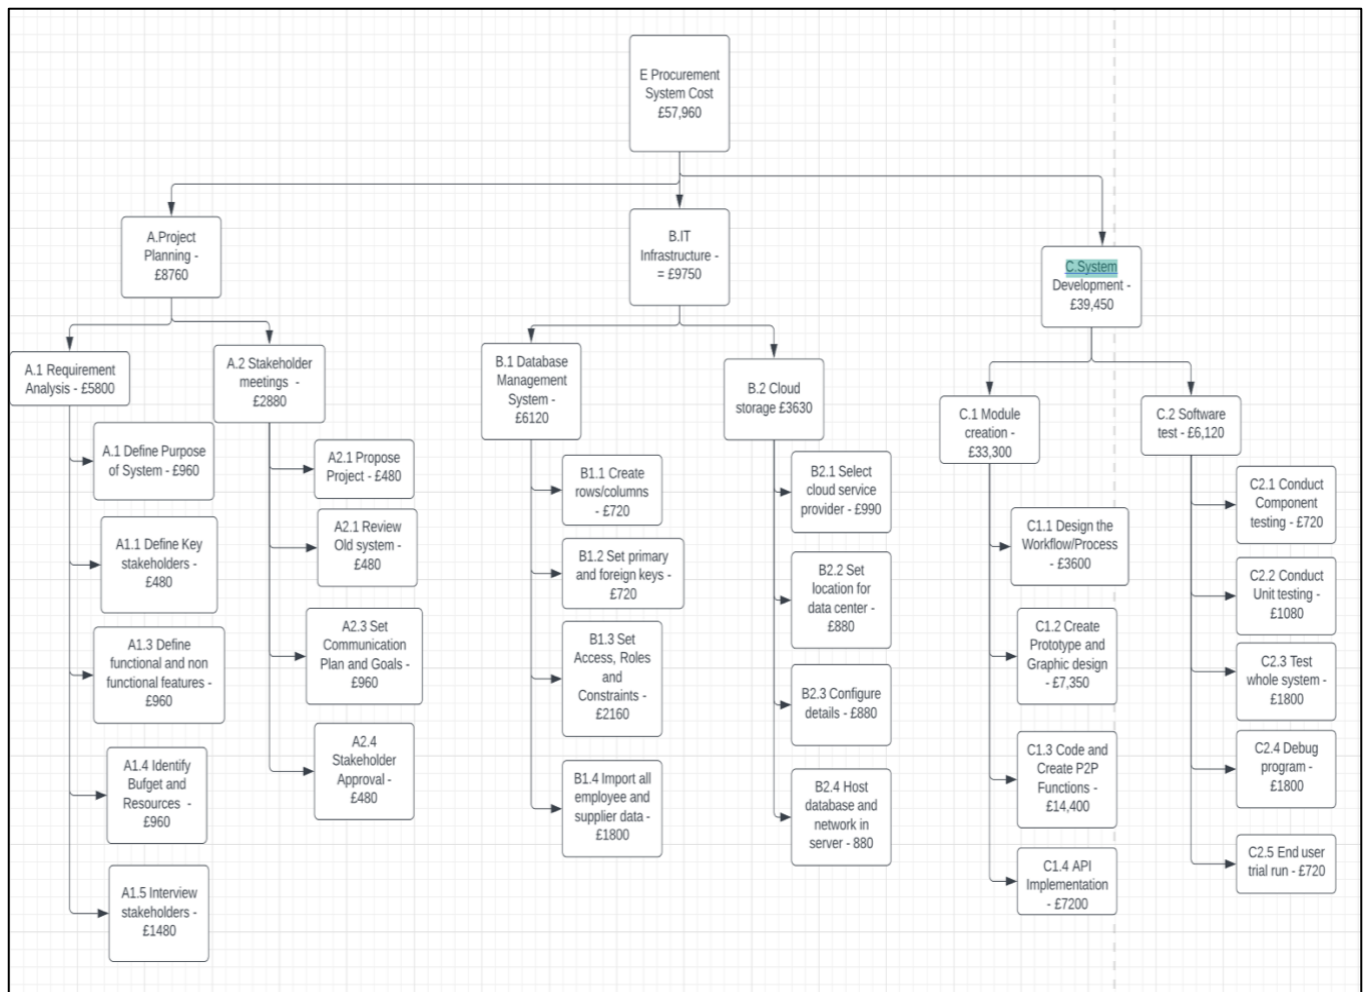 E Procurement
System Cost
£57,960
A.Project
Planning -
£8760
B.IT
Infrastructure -
= £9750
C.System
Development -
£39,450
A.1 Requirement
Analysis - £5800
A.2 Stakeholder
meetings -
£2880
B.1 Database
Management
System -
£6120
B.2 Cloud
storage £3630
C.1 Module
creation -
£33,300
C.2 Software
test - £6,120
A.1 Define Purpose
of System - £960
A1.1 Define Key
stakeholders -
£480
A1.3 Define
functional and non
functional features -
£960
A1.4 Identify
Bufget and
Resources -
£960
A1.5 Interview
stakeholders -
£1480
A2.1 Propose
Project - £480
A2.1 Review
Old system -
£480
A2.3 Set
Communication
Plan and Goals -
£960
A2.4
Stakeholder
Approval -
£480
B1.1 Create
rows/columns
- £720
B1.2 Set primary
and foreign keys -
£720
B1.3 Set
Access, Roles
and
Constraints -
£2160
B1.4 Import all
employee and
supplier data -
£1800
B2.1 Select
cloud service
provider - £990
B2.2 Set
location for
data center -
£880
B2.3 Configure
details - £880
B2.4 Host
database and
network in
server - 880
C1.1 Design the
Workflow/Process
- £3600
C1.2 Create
Prototype and
Graphic design
- £7,350
C1.3 Code and
Create P2P
Functions -
£14,400
C1.4 API
Implementation
- £7200
C2.1 Conduct
Component
testing - £720
C2.2 Conduct
Unit testing -
£1080
C2.3 Test
whole system -
£1800
C2.4 Debug
program -
£1800
C2.5 End user
trial run - £720